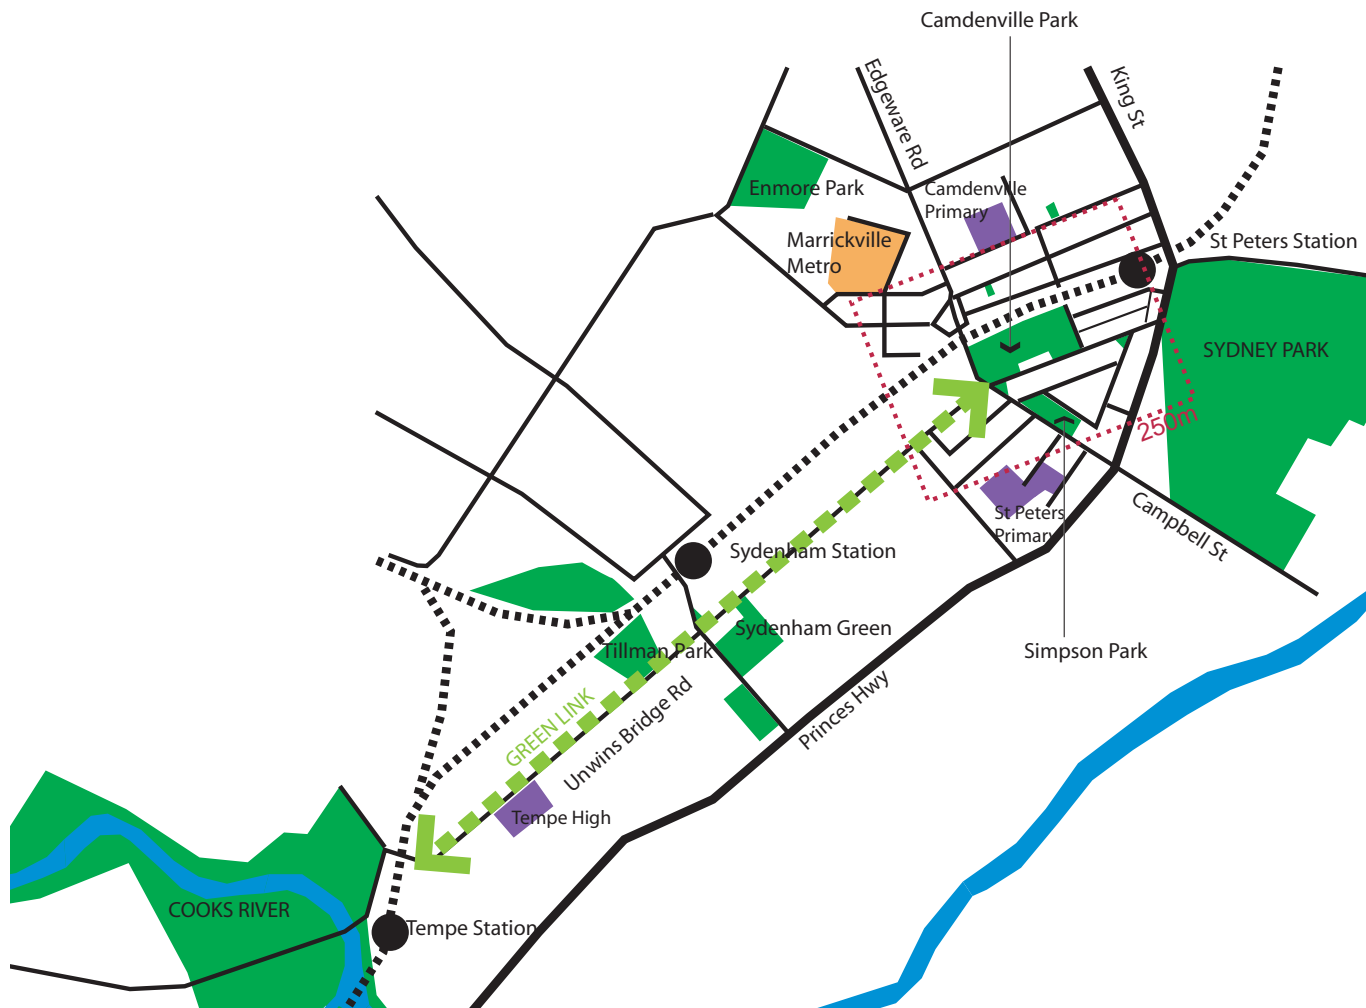 Camdenville Park
Edgeware Rd
King St
Enmore Park
Camdenville
Primary
Marrickville
Metro
St Peters Station
SYDNEY PARK
250m
St Peters
Primary
Campbell St
Sydenham Station
Sydenham Green
Tillman Park
Simpson Park
GREEN LINK
Unwins Bridge Rd
Princes Hwy
Tempe High
COOKS RIVER
Tempe Station